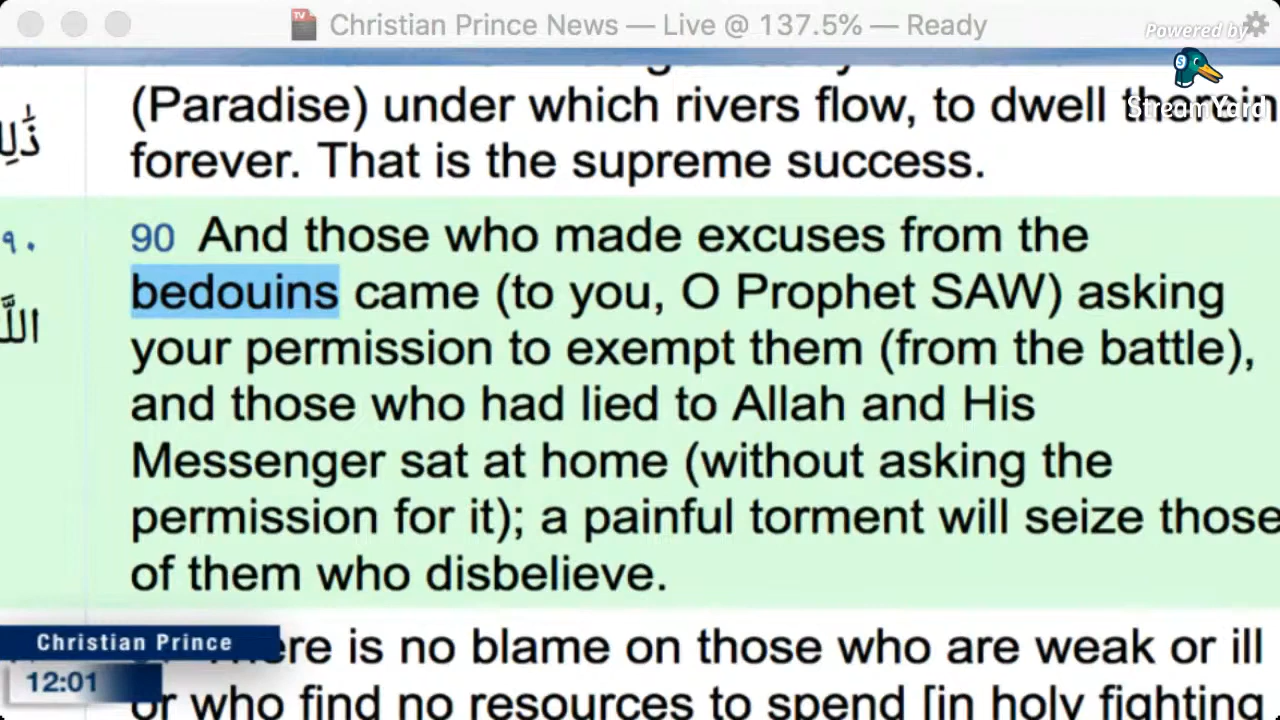 Christian Prince News — Live @ 137.5% — Ready
Powered by
StreamYard
(Paradise) under which rivers flow, to dwell therein
forever. That is the supreme success.
٩٠
90 And those who made excuses from the
bedouins came (to you, O Prophet SAW) asking
your permission to exempt them (from the battle),
and those who had lied to Allah and His
Messenger sat at home (without asking the
permission for it); a painful torment will seize those
of them who disbelieve.
Christian Prince
is no blame on those who are weak or ill
12:01
or who find no resources to spend [in holy fighting